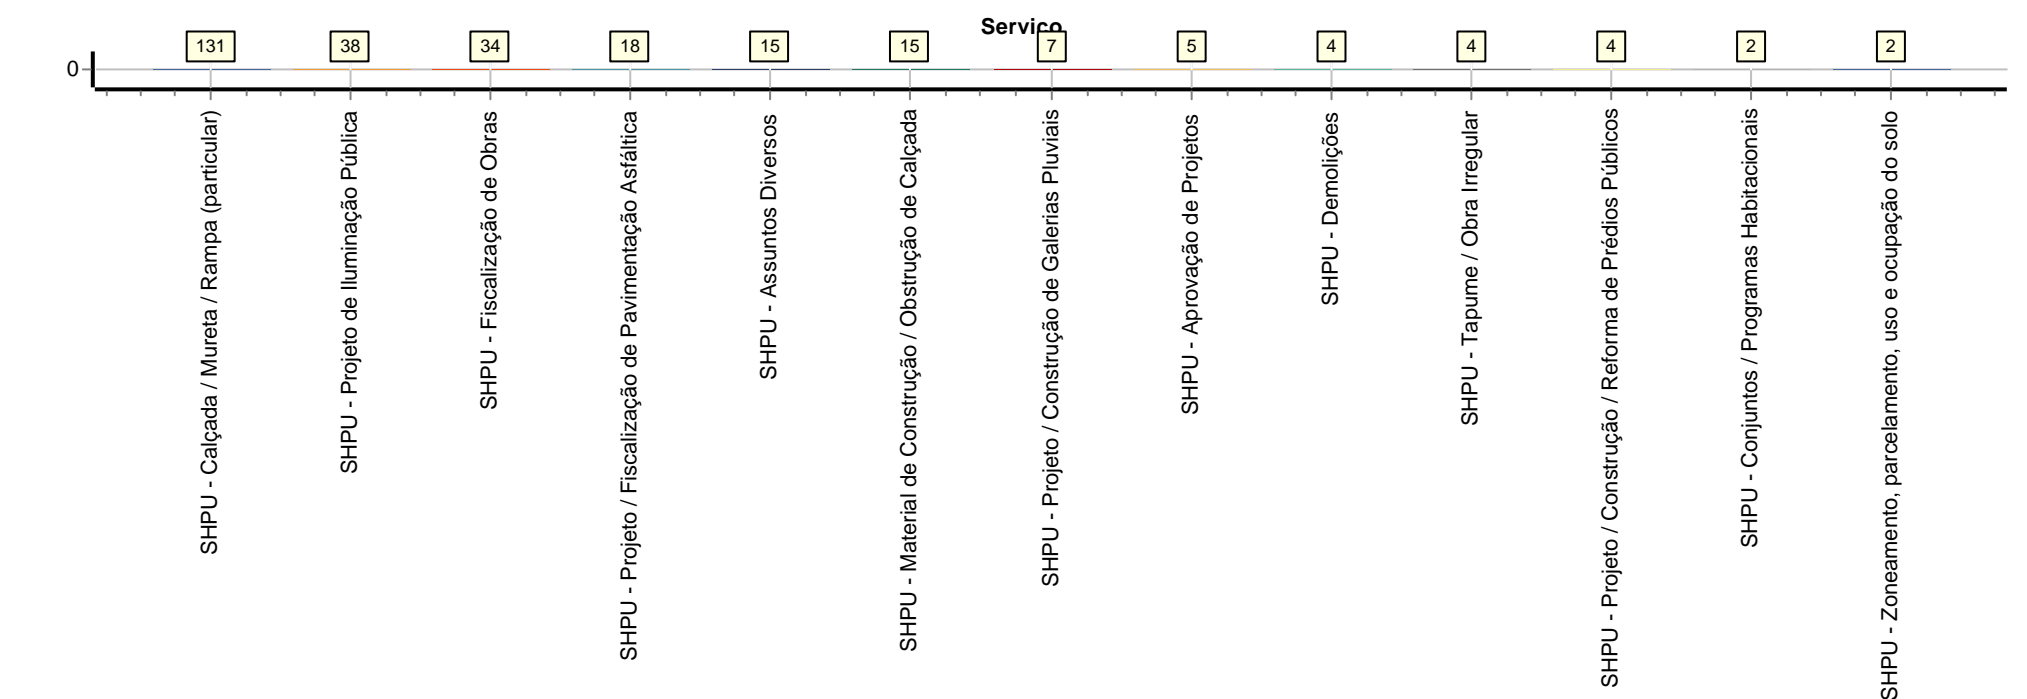 Serviço
131
38
34
18
15
15
7
5
4
4
4
2
2
0
SHPU - Calçada / Mureta / Rampa (particular)
SHPU - Projeto de Iluminação Pública
SHPU - Fiscalização de Obras
SHPU - Projeto / Fiscalização de Pavimentação Asfáltica
SHPU - Assuntos Diversos
SHPU - Material de Construção / Obstrução de Calçada
SHPU - Projeto / Construção de Galerias Pluviais
SHPU - Aprovação de Projetos
SHPU - Demolições
SHPU - Tapume / Obra Irregular
SHPU - Projeto / Construção / Reforma de Prédios Públicos
SHPU - Conjuntos / Programas Habitacionais
SHPU - Zoneamento, parcelamento, uso e ocupação do solo